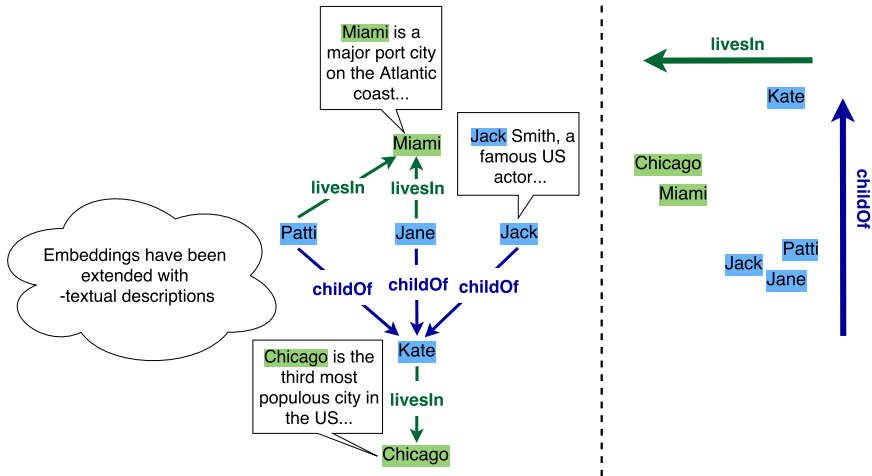 Miami is a
major port city
on the Atlantic
coast...
Miami
Jack Smith, a
famous US
actor...
livesIn
livesIn
Patti
Jane
Jack
Embeddings have been
extended with
-textual descriptions
childOf
childOf
childOf
Kate
Chicago is the
third most
populous city in
the US...
livesIn
Chicago
livesIn
Kate
Chicago
Miami
childOf
Patti
Jack
Jane